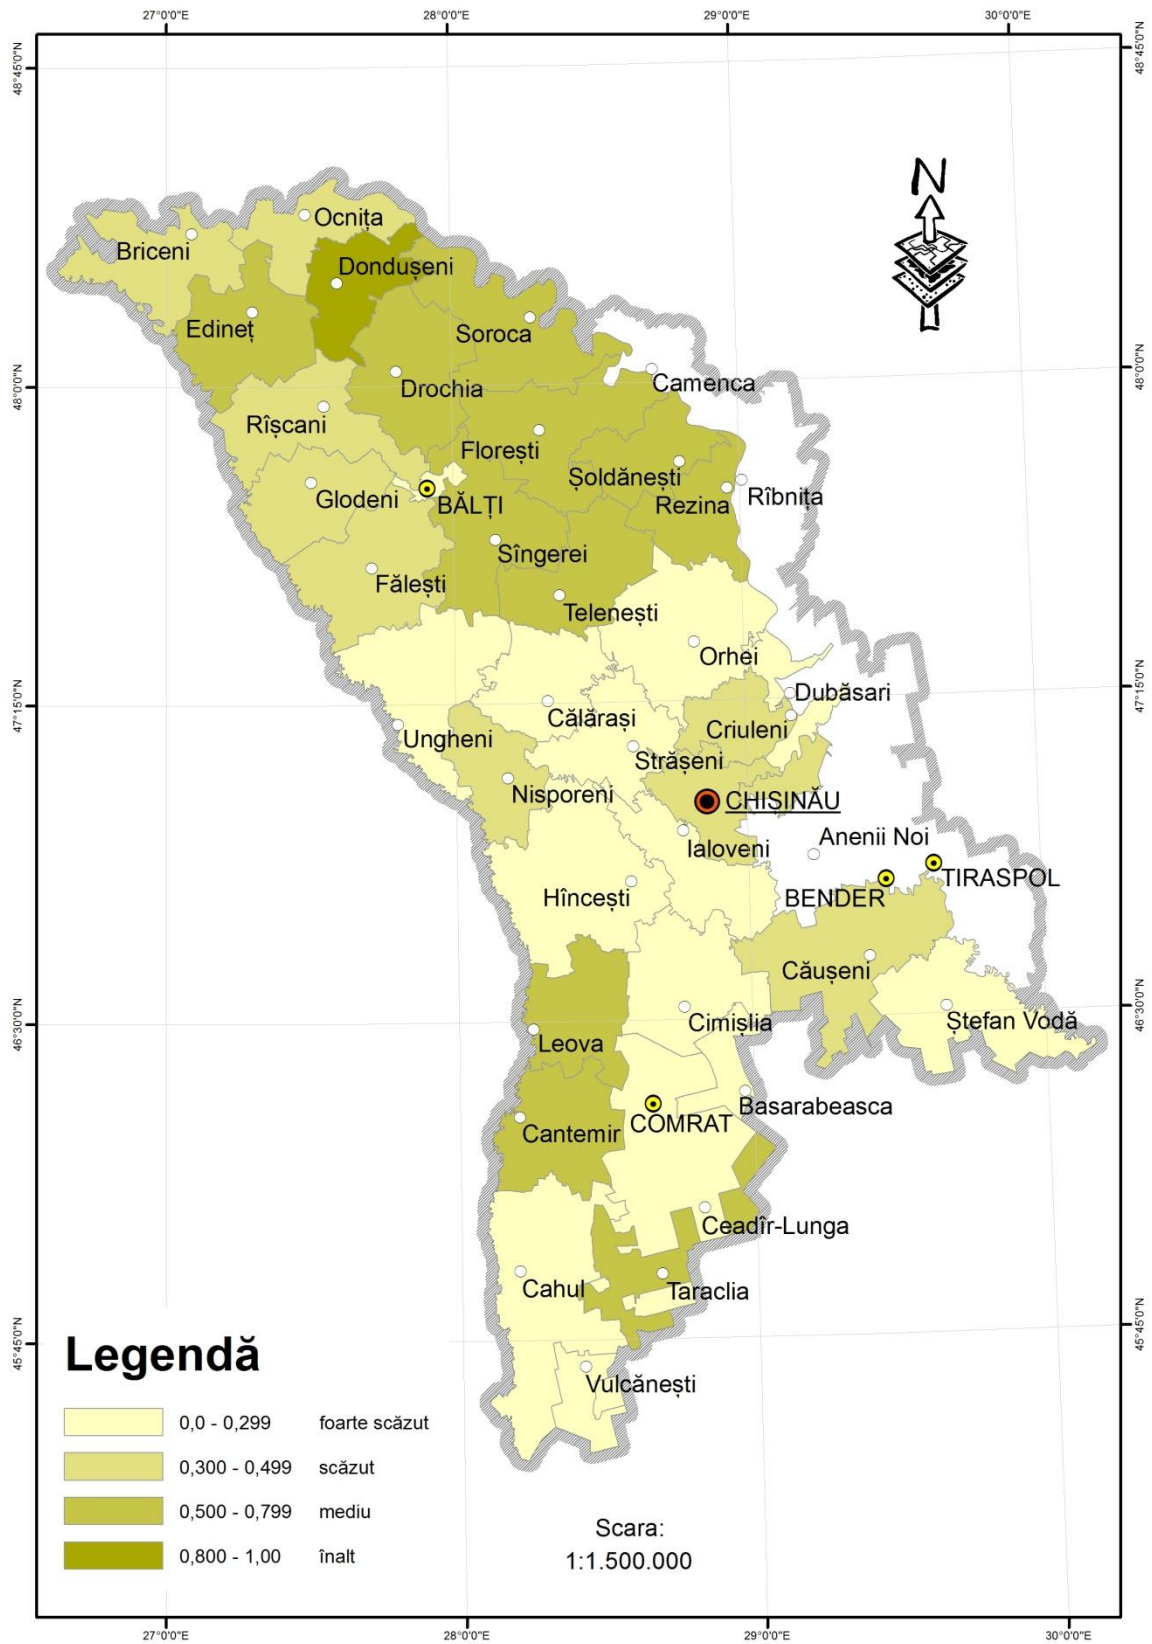 27°0'0"E 28°0'0"E 29°0'0"E 30°0'0"E
48°45'0"N 48°45'0"N
N
Ocnița
Briceni
Dondușeni
Edineț
Soroca
48°0'0"N 48°0'0"N
Camenca
Drochia
Rîșcani
Florești
Șoldănești
Glodeni
BĂLȚI
Rezina
Rîbnița
Sîngerei
Fălești
Telenești
Orhei
47°15'0"N 47°15'0"N
Dubăsari
Călărași
Criuleni
Ungheni
Strășeni
Nisporeni
CHIȘINĂU
Anenii Noi
Ialoveni
TIRASPOL
Hîncești
BENDER
Căușeni
46°30'0"N 46°30'0"N
Cimișlia
Ștefan Vodă
Leova
Basarabeasca
COMRAT
Cantemir
Ceadîr-Lunga
Cahul
Taraclia
45°45'0"N 45°45'0"N
Vulcănești
Legendă
0,0 - 0,299 foarte scăzut
0,300 - 0,499 scăzut
0,500 - 0,799 mediu
0,800 - 1,00 înalt
Scara:
1:1.500.000
27°0'0"E 28°0'0"E 29°0'0"E 30°0'0"E